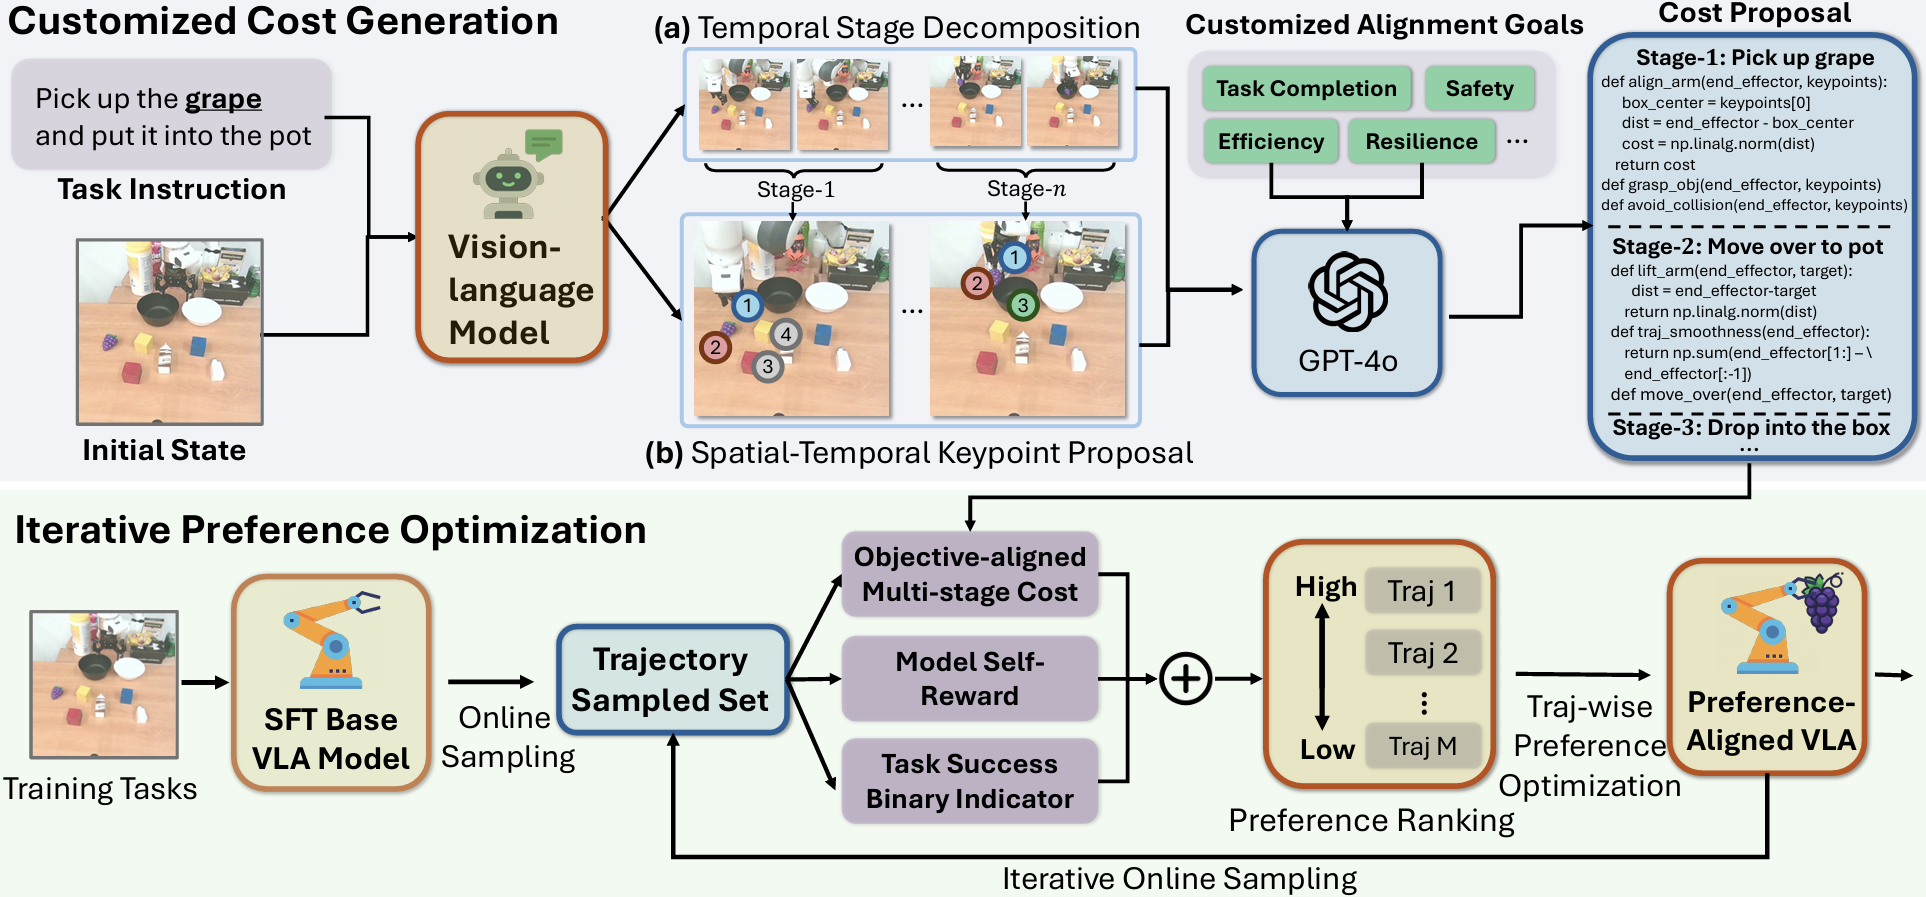 Customized Cost Generation
Pick up the grape
and put it into the pot
Task Instruction
Initial State
Vision-
language
Model
(a) Temporal Stage Decomposition
...
Stage-1
Stage-n
1
2
3
4
...
1
2
3
(b) Spatial-Temporal Keypoint Proposal
Customized Alignment Goals
Task Completion
Safety
Efficiency
Resilience
...
GPT-4o
Cost Proposal
Stage-1: Pick up grape
def align_arm(end_effector, keypoints):
box_center = keypoints[0]
dist = end_effector - box_center
cost = np.linalg.norm(dist)
return cost
def grasp_obj(end_effector, keypoints)
def avoid_collision(end_effector, keypoints)
Stage-2: Move over to pot
def lift_arm(end_effector, target):
dist = end_effector-target
return np.linalg.norm(dist)
def traj_smoothness(end_effector):
return np.sum(end_effector[1:] – \
end_effector[:-1])
def move_over(end_effector, target)
Stage-3: Drop into the box
...
Iterative Preference Optimization
Training Tasks
SFT Base
VLA Model
Online
Sampling
Trajectory
Sampled Set
Objective-aligned
Multi-stage Cost
Model Self-
Reward
Task Success
Binary Indicator
High
Low
Traj 1
Traj 2
⋮
Traj M
Preference Ranking
Traj-wise
Preference
Optimization
Preference-
Aligned VLA
Iterative Online Sampling